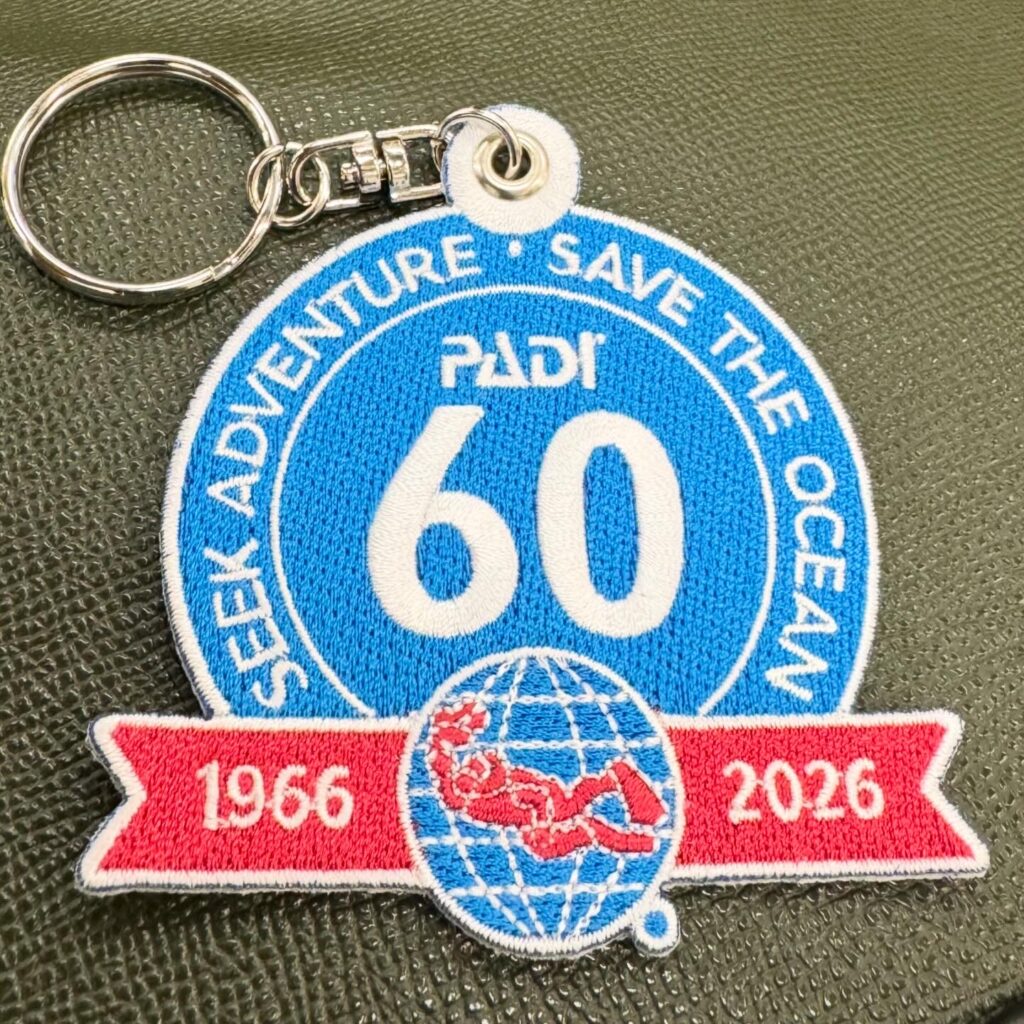 SEEK ADVENTURE • SAVE THE OCEAN
PADI
60
1966
2026